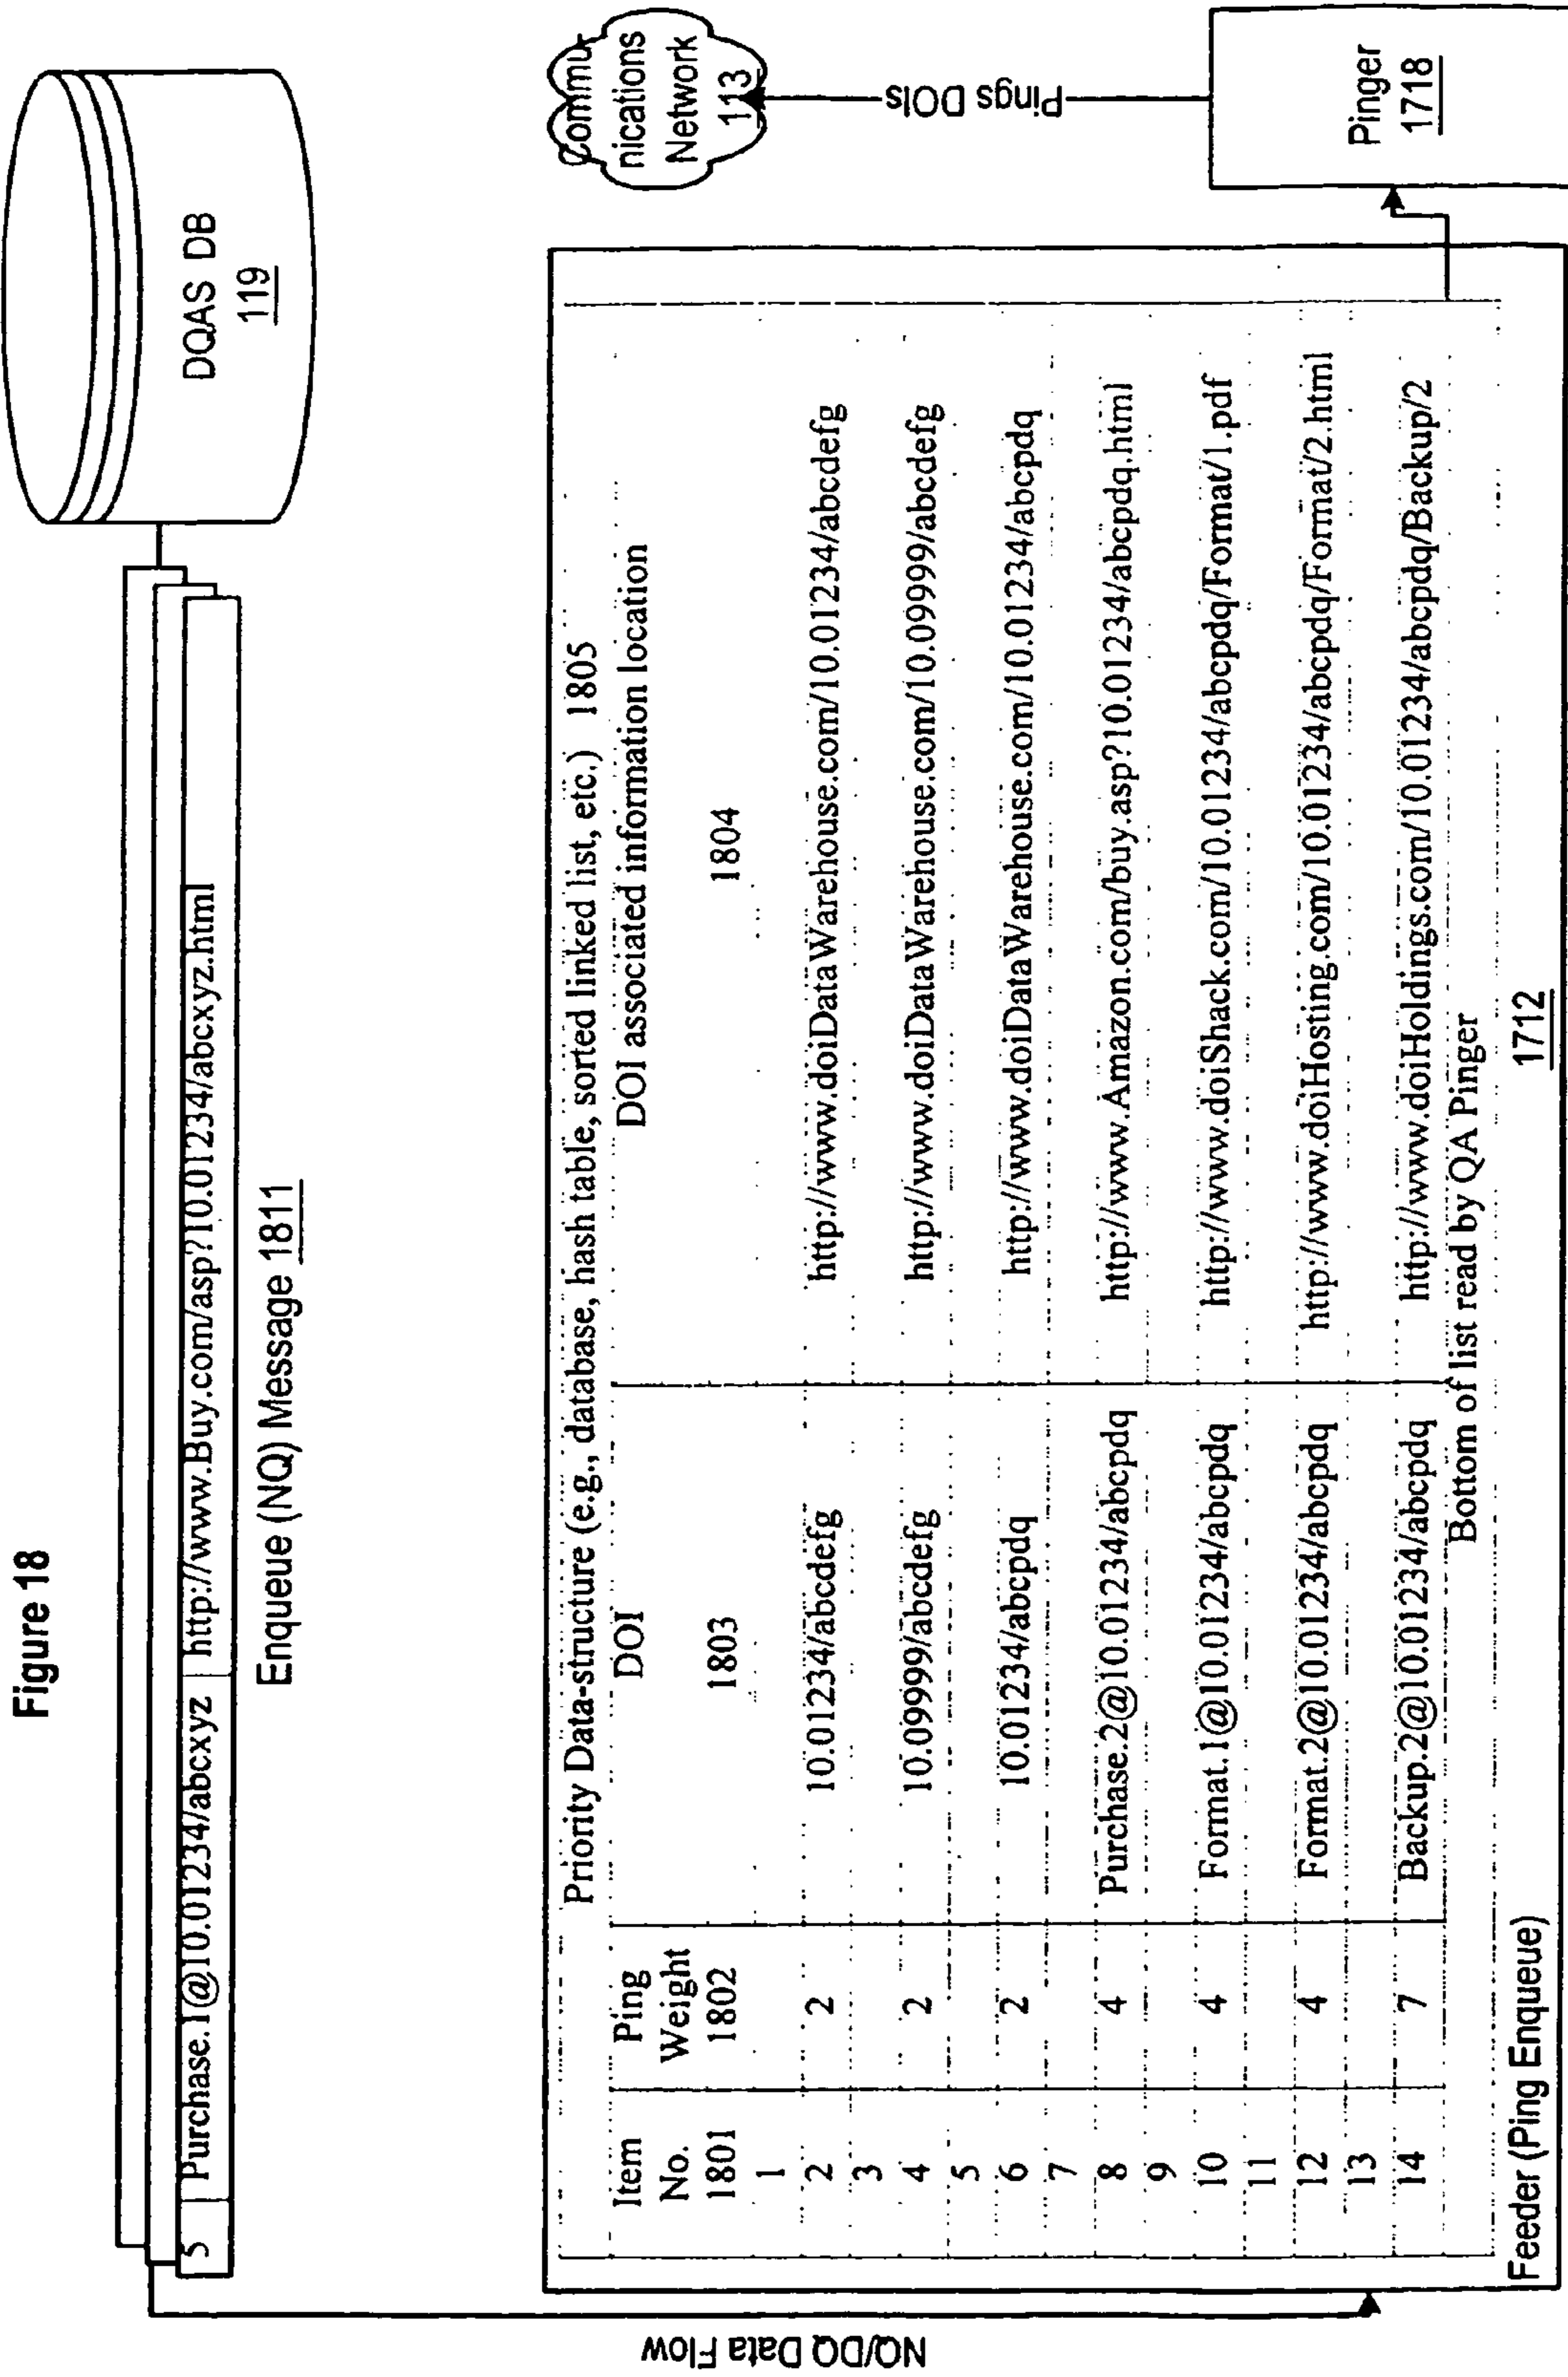 Figure 18
5 Purchase.1@10.01234/abcxyz http://www.Buy.com/asp?10.01234/abcxyz.html
Enqueue (NQ) Message 1811
DQAS DB
119
NQ/DQ Data Flow
Priority Data-structure (e.g., database, hash table, sorted linked list, etc.) 1805
Item No. 1801 Ping Weight 1802 DOI 1803 DOI associated information location 1804
1
2 2 10.01234/abcdefg http://www.doiDataWarehouse.com/10.01234/abcdefg
3
4 2 10.09999/abcdefg http://www.doiDataWarehouse.com/10.09999/abcdefg
5
6 2 10.01234/abcpdq http://www.doiDataWarehouse.com/10.01234/abcpdq
7
8 4 Purchase.2@10.01234/abcpdq http://www.Amazon.com/buy.asp?10.01234/abcpdq.html
9
10 4 Format.1@10.01234/abcpdq http://www.doiShack.com/10.01234/abcpdq/Format/1.pdf
11
12 4 Format.2@10.01234/abcpdq http://www.doiHosting.com/10.01234/abcpdq/Format/2.html
13
14 7 Backup.2@10.01234/abcpdq http://www.doiHoldings.com/10.01234/abcpdq/Backup/2
Bottom of list read by QA Pinger
Feeder (Ping Enqueue) 1712
Commu-
nications
Network
113
Pings DOIs
Pinger
1718